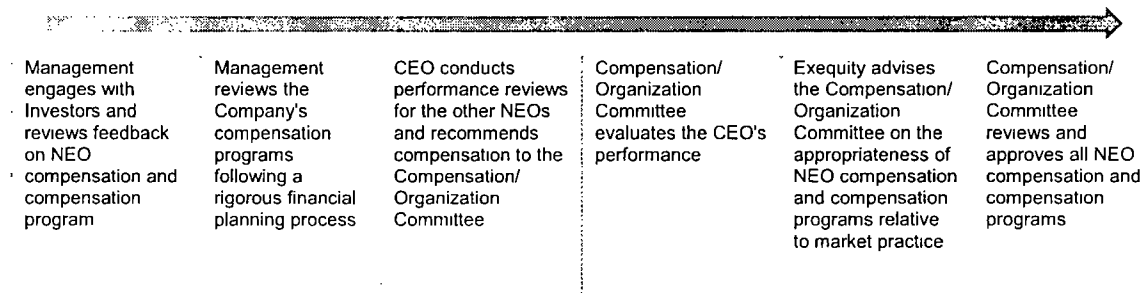 Management
engages with
Investors and
reviews feedback
on NEO
compensation and
compensation
program
Management
reviews the
Company's
compensation
programs
following a
rigorous financial
planning process
CEO conducts
performance reviews
for the other NEOs
and recommends
compensation to the
Compensation/
Organization
Committee
Compensation/
Organization
Committee
evaluates the CEO's
performance
Exequity advises
the Compensation/
Organization
Committee on the
appropriateness of
NEO compensation
and compensation
programs relative
to market practice
Compensation/
Organization
Committee
reviews and
approves all NEO
compensation and
compensation
programs